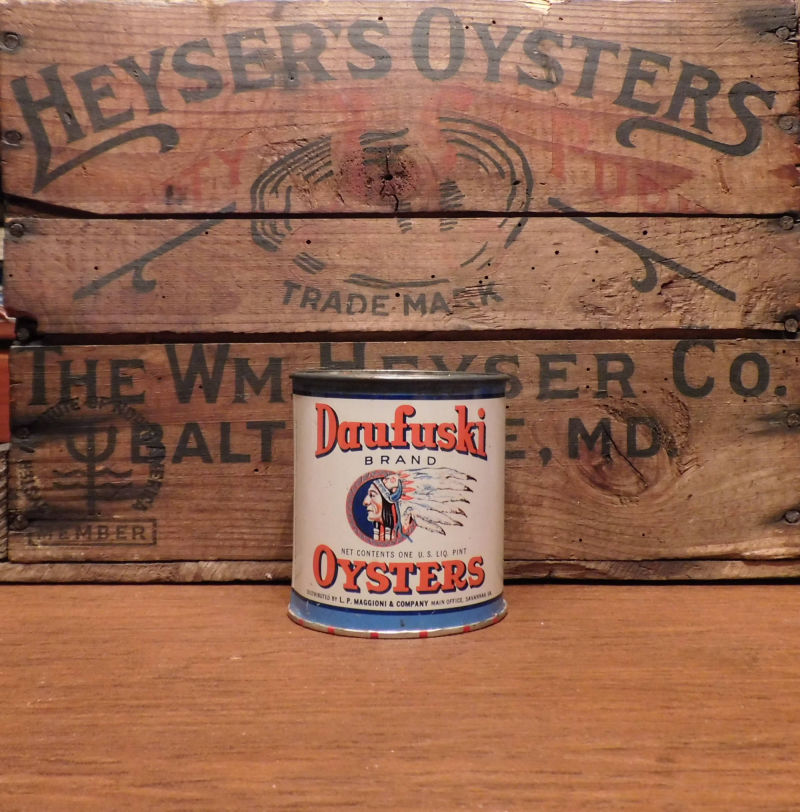 HEYSER'S OYSTERS
TRADE MARK
THE WM HEYSER CO.
BALT E, MD.
MEMBER
Daufuski
BRAND
NET CONTENTS ONE U.S. LIQ. PINT
OYSTERS
DISTRIBUTED BY L. P. MAGGIONI & COMPANY MAIN OFFICE, SAVANNAH, GA.